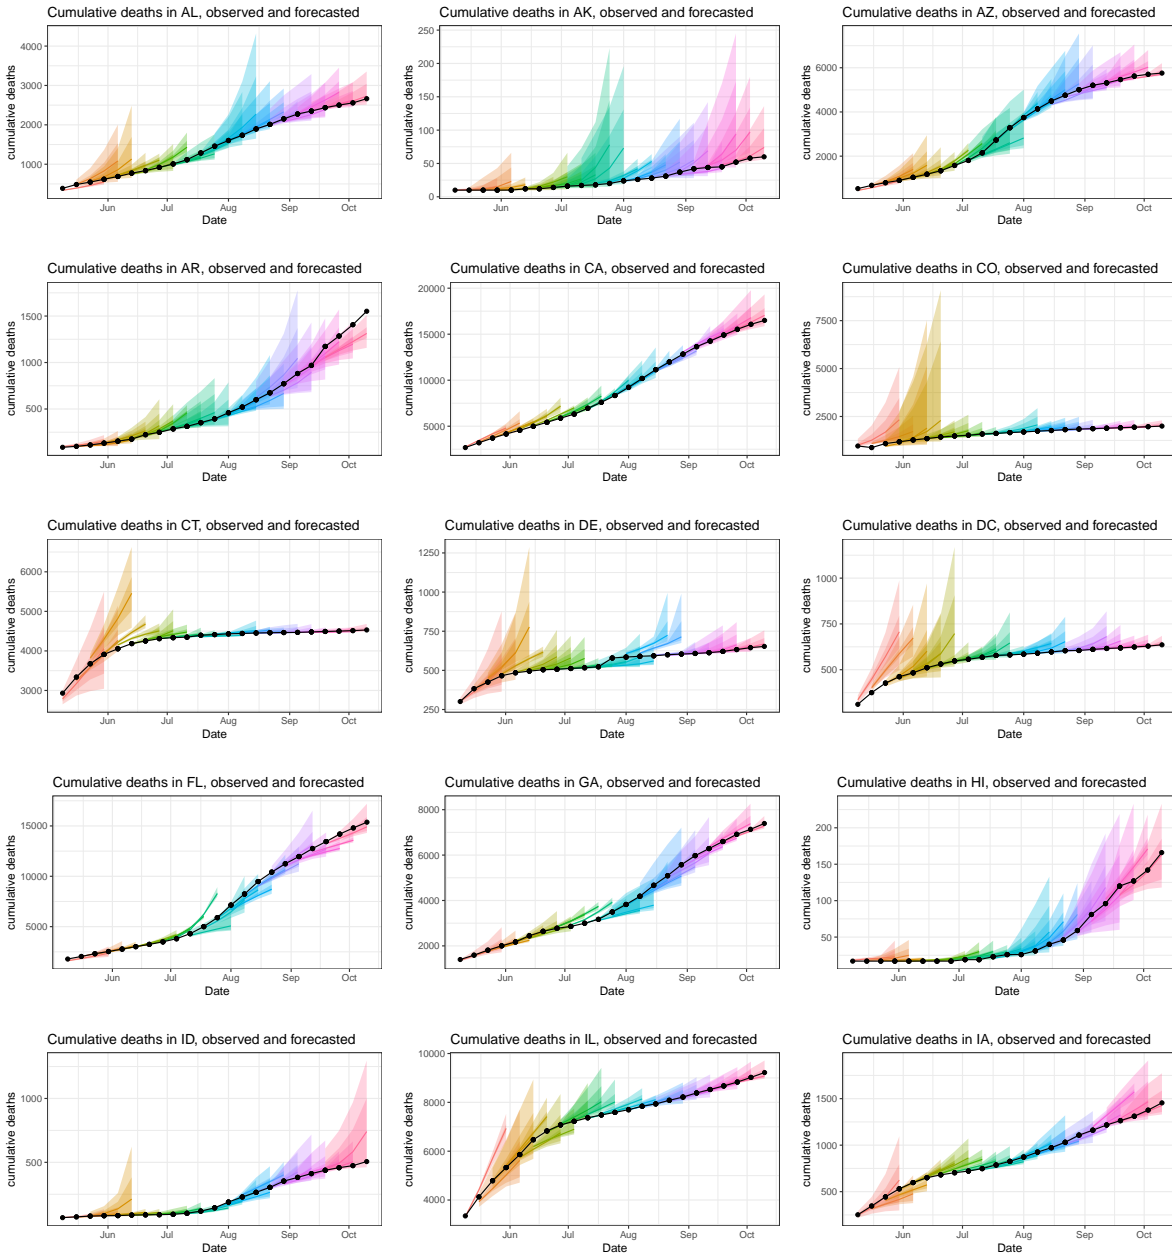 Cumulative deaths in AL, observed and forecasted
cumulative deaths
4000
3000
2000
1000
Jun Jul Aug Sep Oct
Date
Cumulative deaths in AK, observed and forecasted
cumulative deaths
250
200
150
100
50
0
Jun Jul Aug Sep Oct
Date
Cumulative deaths in AZ, observed and forecasted
cumulative deaths
6000
4000
2000
Jun Jul Aug Sep Oct
Date
Cumulative deaths in AR, observed and forecasted
cumulative deaths
1500
1000
500
Jun Jul Aug Sep Oct
Date
Cumulative deaths in CA, observed and forecasted
cumulative deaths
20000
15000
10000
5000
Jun Jul Aug Sep Oct
Date
Cumulative deaths in CO, observed and forecasted
cumulative deaths
7500
5000
2500
Jun Jul Aug Sep Oct
Date
Cumulative deaths in CT, observed and forecasted
cumulative deaths
6000
5000
4000
3000
Jun Jul Aug Sep Oct
Date
Cumulative deaths in DE, observed and forecasted
cumulative deaths
1250
1000
750
500
250
Jun Jul Aug Sep Oct
Date
Cumulative deaths in DC, observed and forecasted
cumulative deaths
1000
500
Jun Jul Aug Sep Oct
Date
Cumulative deaths in FL, observed and forecasted
cumulative deaths
15000
10000
5000
Jun Jul Aug Sep Oct
Date
Cumulative deaths in GA, observed and forecasted
cumulative deaths
8000
6000
4000
2000
Jun Jul Aug Sep Oct
Date
Cumulative deaths in HI, observed and forecasted
cumulative deaths
200
150
100
50
Jun Jul Aug Sep Oct
Date
Cumulative deaths in ID, observed and forecasted
cumulative deaths
1000
500
Jun Jul Aug Sep Oct
Date
Cumulative deaths in IL, observed and forecasted
cumulative deaths
10000
8000
6000
4000
Jun Jul Aug Sep Oct
Date
Cumulative deaths in IA, observed and forecasted
cumulative deaths
1500
1000
500
Jun Jul Aug Sep Oct
Date